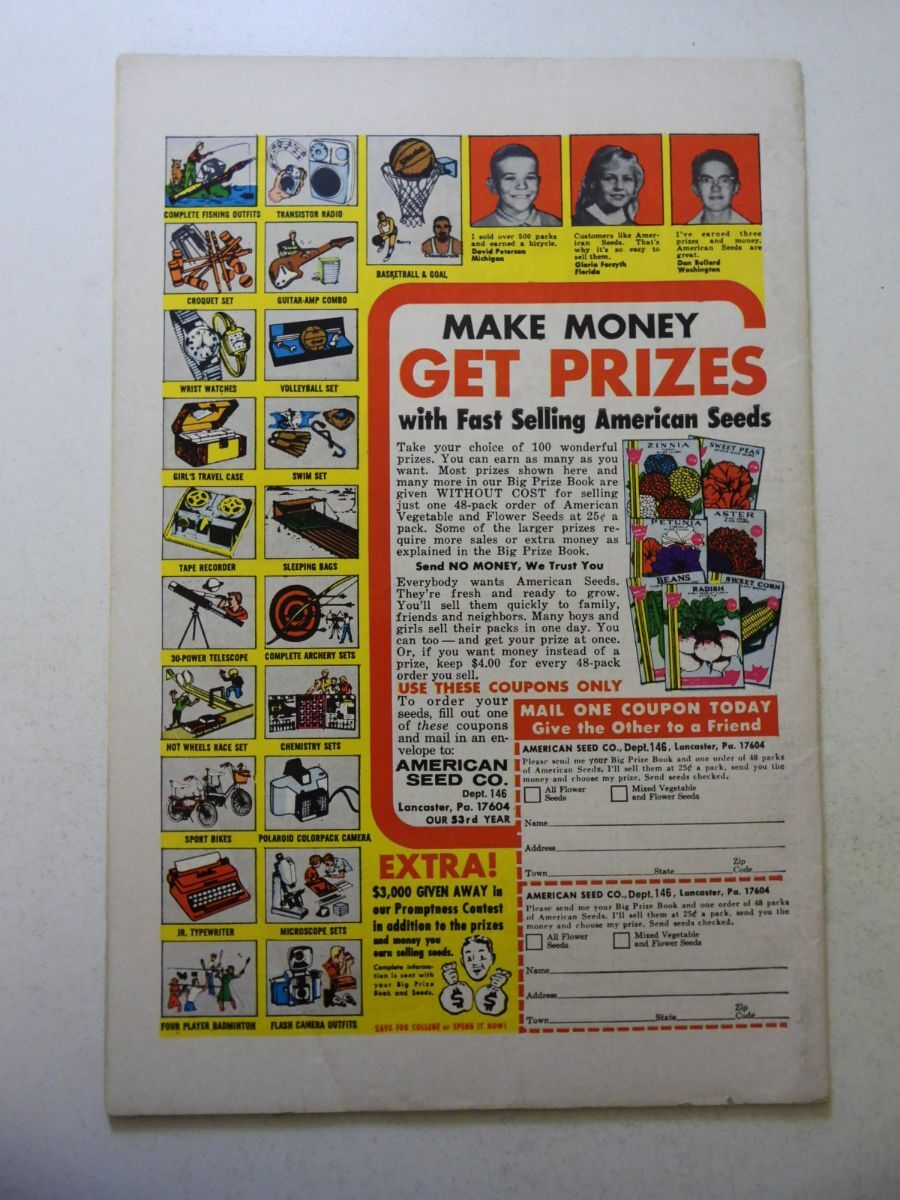 COMPLETE FISHING OUTFITS
TRANSISTOR RADIO
CROQUET SET
GUITAR-AMP COMBO
WRIST WATCHES
VOLLEYBALL SET
GIRL'S TRAVEL CASE
SWIM SET
TAPE RECORDER
SLEEPING BAGS
30-POWER TELESCOPE
COMPLETE ARCHERY SETS
HOT WHEELS RACE SET
CHEMISTRY SETS
SPORT BIKES
POLAROID COLORPACK CAMERA
JR. TYPEWRITER
MICROSCOPE SETS
FOUR PLAYER BADMINTON
FLASH CAMERA OUTFITS
Barry
BASKETBALL & GOAL
I sold over 500 packs
and earned a bicycle.
David Peterson
Michigan
Customers like Amer-
ican Seeds. That's
why it's so easy to
sell them.
Gloria Forsyth
Florida
I've earned three
prizes and money.
American Seeds are
great.
Dan Bullard
Washington
MAKE MONEY
GET PRIZES
with Fast Selling American Seeds
Take your choice of 100 wonderful
prizes. You can earn as many as you
want. Most prizes shown here and
many more in our Big Prize Book are
given WITHOUT COST for selling
just one 48-pack order of American
Vegetable and Flower Seeds at 25¢ a
pack. Some of the larger prizes re-
quire more sales or extra money as
explained in the Big Prize Book.
Send NO MONEY, We Trust You
Everybody wants American Seeds.
They're fresh and ready to grow.
You'll sell them quickly to family,
friends and neighbors. Many boys and
girls sell their packs in one day. You
can too — and get your prize at once.
Or, if you want money instead of a
prize, keep $4.00 for every 48-pack
order you sell.
ZINNIA
SWEET PEAS
PETUNIA
ASTER
BEANS
RADISH
SWEET CORN
USE THESE COUPONS ONLY
To order your
seeds, fill out one
of these coupons
and mail in an en-
velope to:
AMERICAN
SEED CO.
Dept. 146
Lancaster, Pa. 17604
OUR 53rd YEAR
MAIL ONE COUPON TODAY
Give the Other to a Friend
AMERICAN SEED CO., Dept. 146, Lancaster, Pa. 17604
Please send me your Big Prize Book and one order of 48 packs
of American Seeds. I'll sell them at 25¢ a pack, send you the
money and choose my prize. Send seeds checked.
All Flower Seeds
Mixed Vegetable and Flower Seeds
Name
Address
Town State Zip Code
AMERICAN SEED CO., Dept. 146, Lancaster, Pa. 17604
Please send me your Big Prize Book and one order of 48 packs
of American Seeds. I'll sell them at 25¢ a pack, send you the
money and choose my prize. Send seeds checked.
All Flower Seeds
Mixed Vegetable and Flower Seeds
Name
Address
Town State Zip Code
EXTRA!
$3,000 GIVEN AWAY in
our Promptness Contest
in addition to the prizes
and money you
earn selling seeds.
Complete informa-
tion is sent with
your Big Prize
Book and Seeds.
$ $
SAVE FOR COLLEGE or SPEND IT NOW!